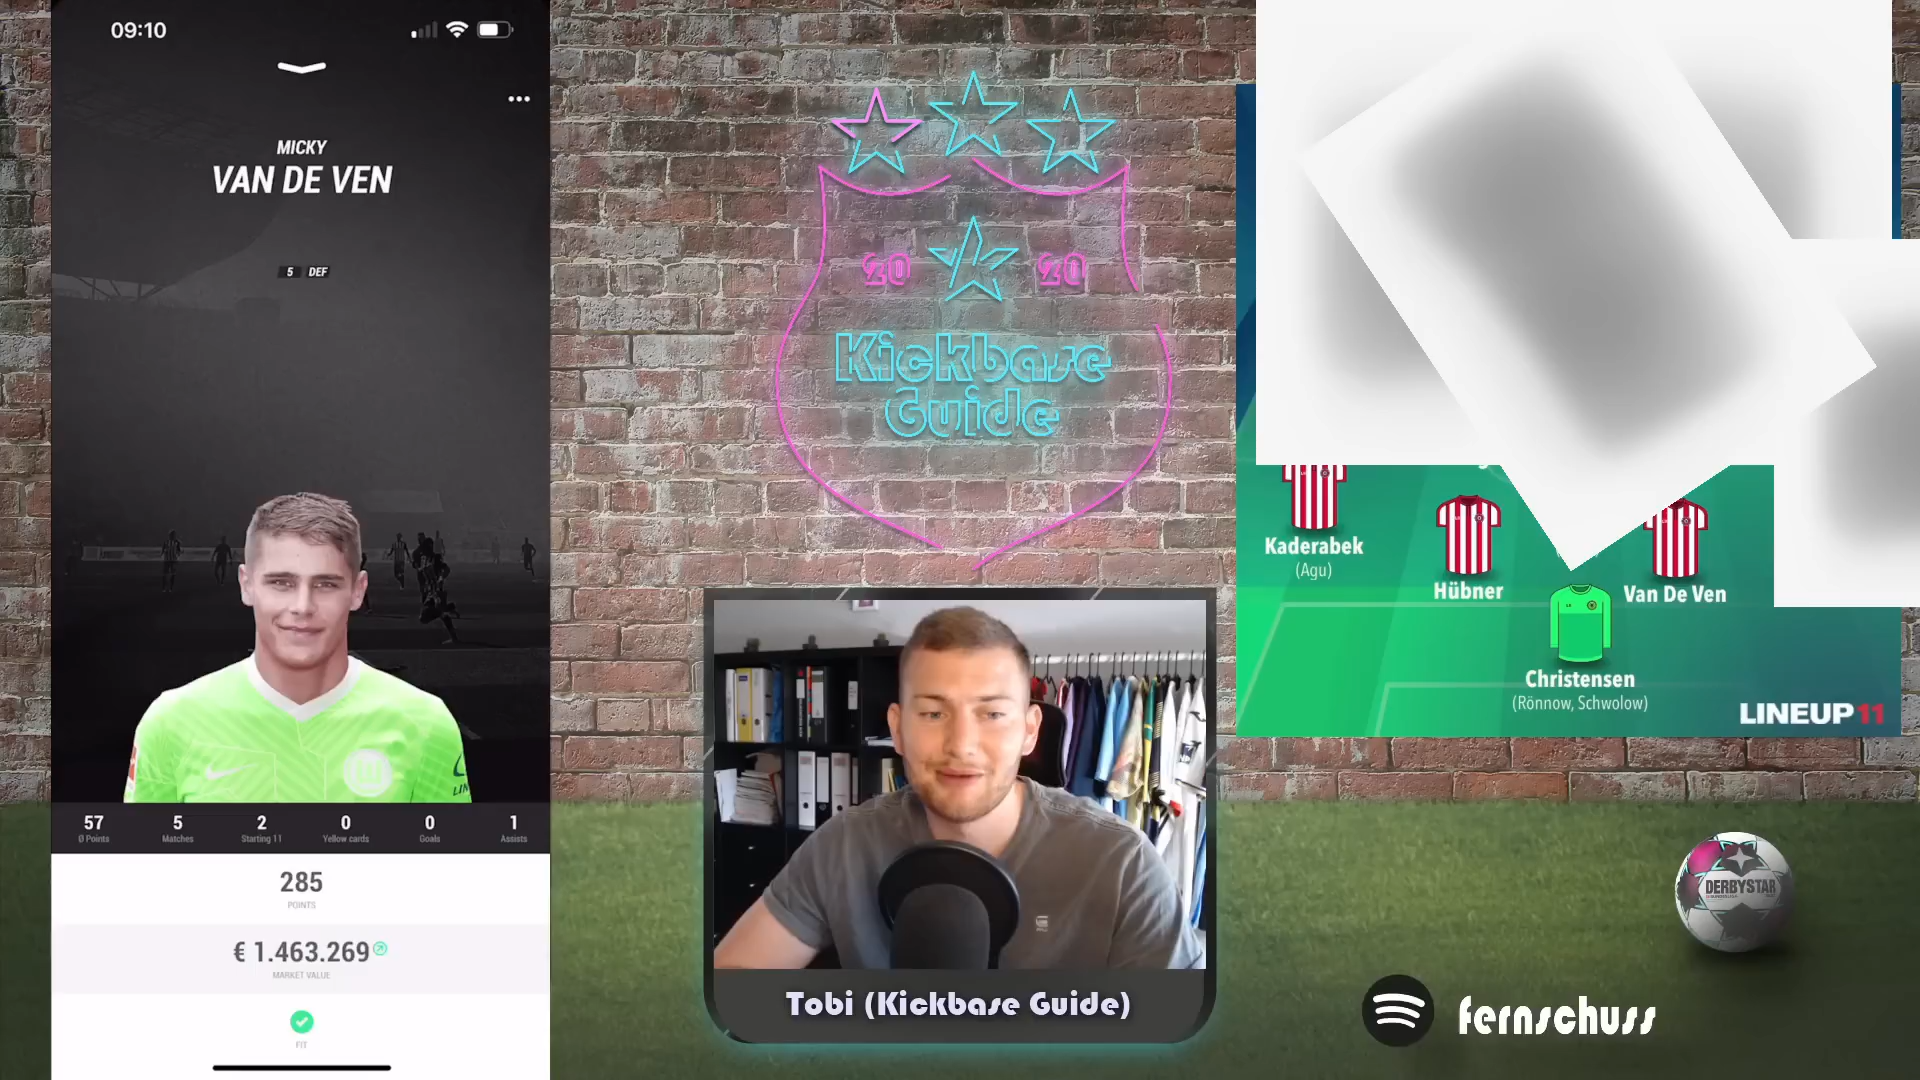 09:10
MICKY
VAN DE VEN
5 DEF
57
Ø Points
5
Matches
2
Starting 11
0
Yellow cards
0
Goals
1
Assists
285
POINTS
€ 1.463.269
MARKET VALUE
FIT
20 20
Kickbase
Guide
Tobi (Kickbase Guide)
Kaderabek
(Agu)
Hübner
Van De Ven
Christensen
(Rönnow, Schwolow)
LINEUP11
DERBYSTAR
fernschuss